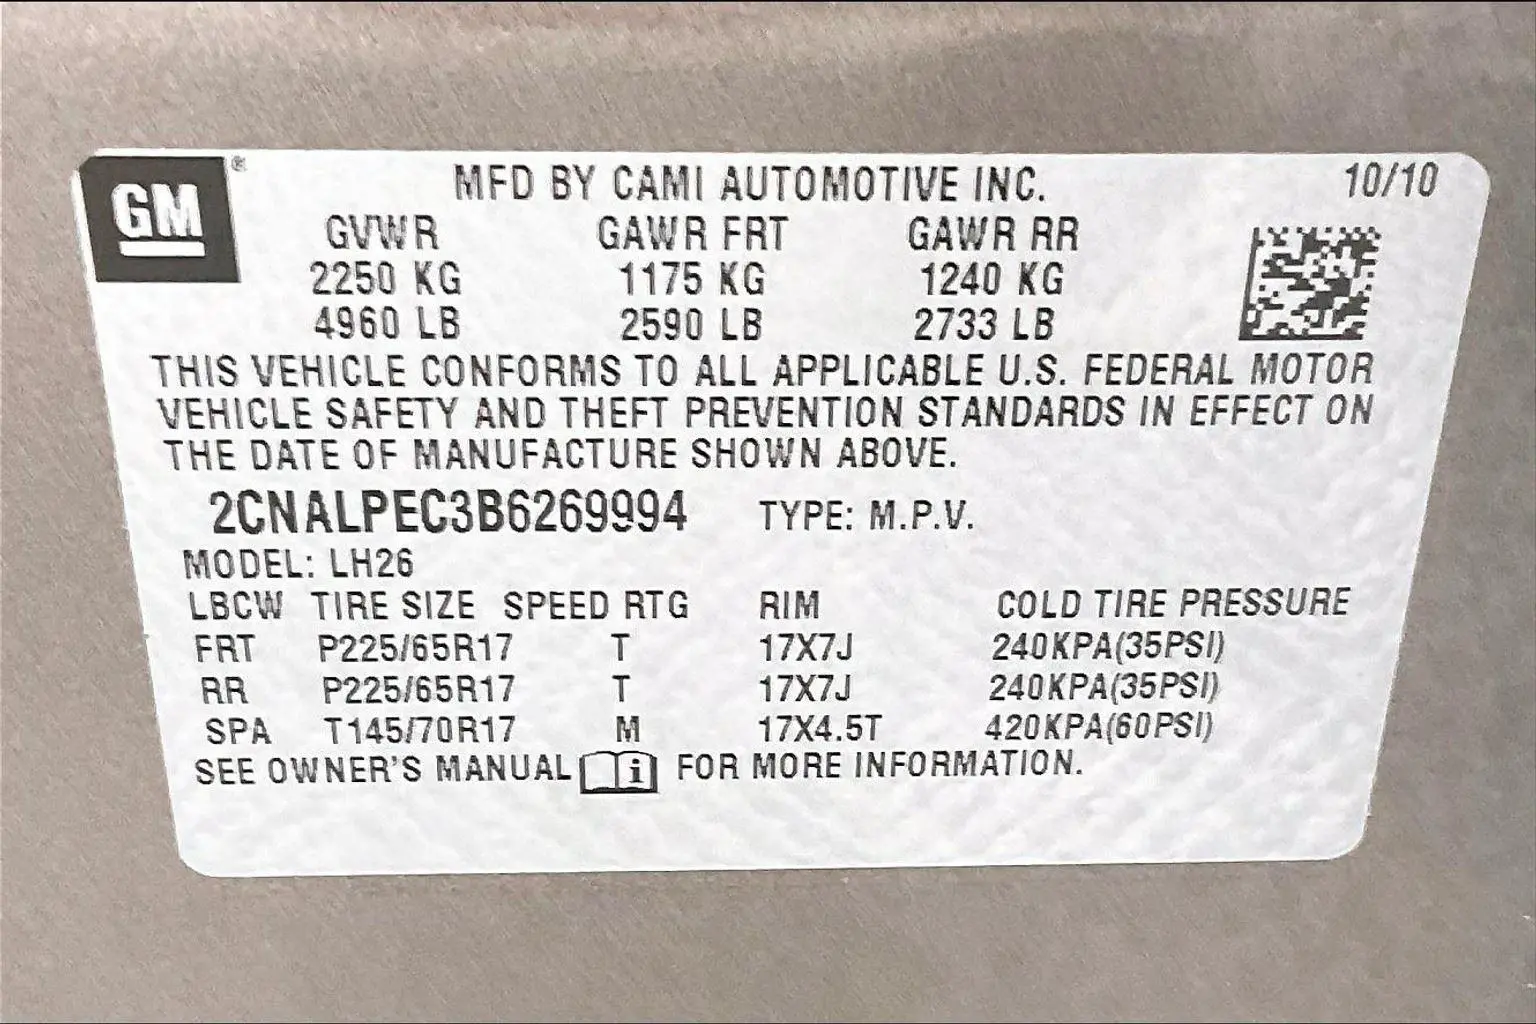 GM®
MFD BY CAMI AUTOMOTIVE INC. 10/10
GVWR GAWR FRT GAWR RR
2250 KG 1175 KG 1240 KG
4960 LB 2590 LB 2733 LB
THIS VEHICLE CONFORMS TO ALL APPLICABLE U.S. FEDERAL MOTOR
VEHICLE SAFETY AND THEFT PREVENTION STANDARDS IN EFFECT ON
THE DATE OF MANUFACTURE SHOWN ABOVE.
2CNALPEC3B6269994 TYPE: M.P.V.
MODEL: LH26
LBCW TIRE SIZE SPEED RTG RIM COLD TIRE PRESSURE
FRT P225/65R17 T 17X7J 240KPA(35PSI)
RR P225/65R17 T 17X7J 240KPA(35PSI)
SPA T145/70R17 M 17X4.5T 420KPA(60PSI)
SEE OWNER'S MANUAL i FOR MORE INFORMATION.